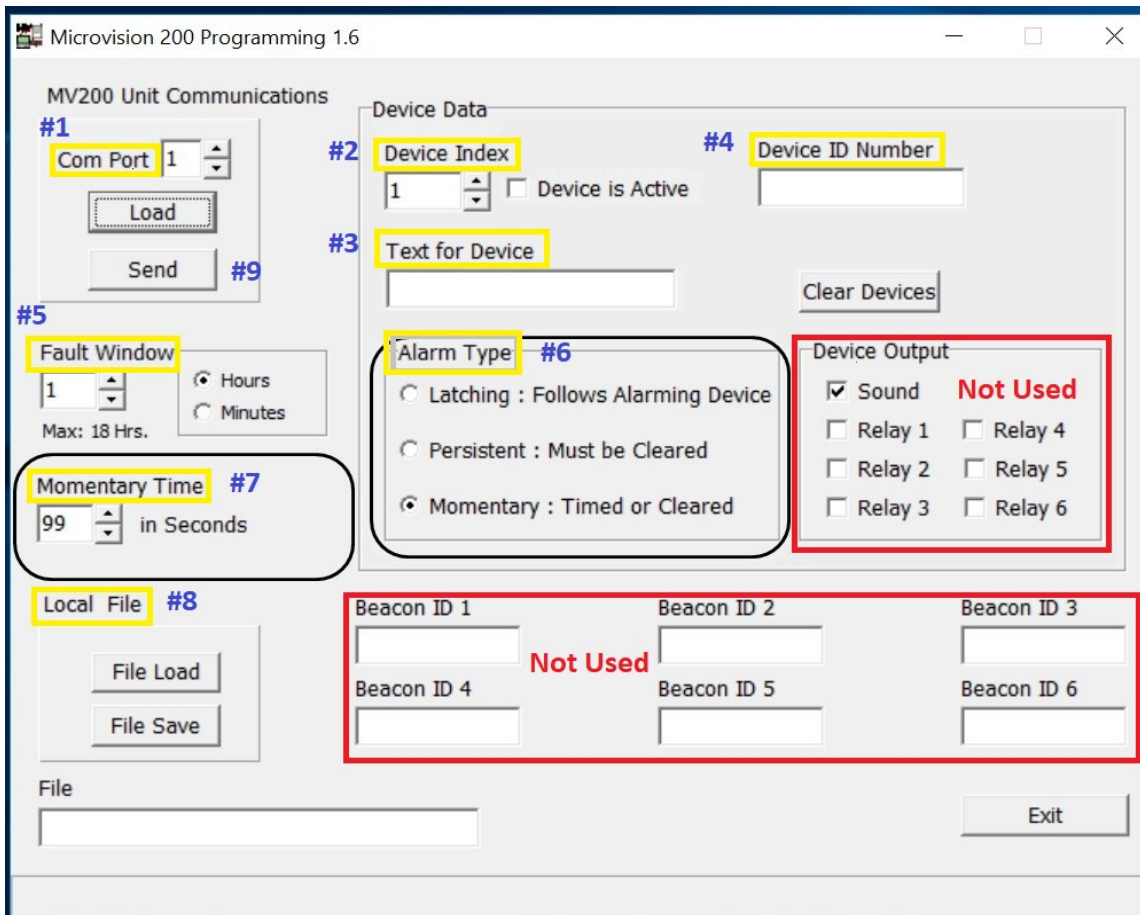 Microvision 200 Programming 1.6
MV200 Unit Communications
#1
Com Port 1
Load
Send #9
Device Data
#2 Device Index
1 Device is Active
#4 Device ID Number
#3 Text for Device
Clear Devices
#5
Fault Window
1
Hours
Minutes
Max: 18 Hrs.
Alarm Type #6
Latching : Follows Alarming Device
Persistent : Must be Cleared
Momentary : Timed or Cleared
Device Output
Sound Not Used
Relay 1 Relay 4
Relay 2 Relay 5
Relay 3 Relay 6
Momentary Time #7
99 in Seconds
Local File #8
File Load
File Save
Beacon ID 1 Beacon ID 2 Beacon ID 3
Not Used
Beacon ID 4 Beacon ID 5 Beacon ID 6
File
Exit